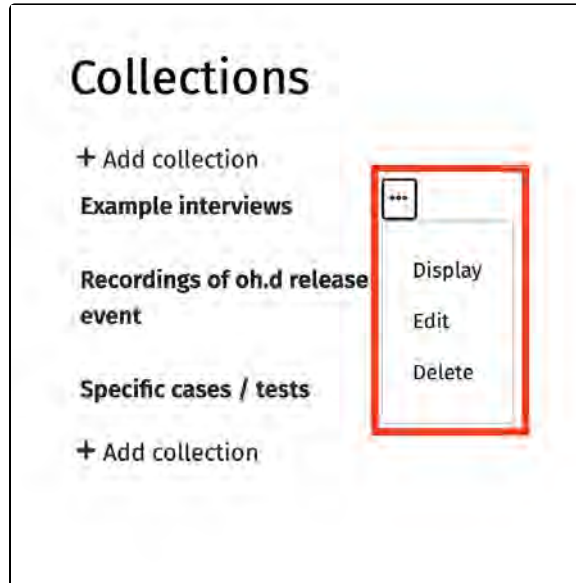 Collections
+ Add collection
Example interviews
...
Display
Recordings of oh.d release
event
Edit
Delete
Specific cases / tests
+ Add collection